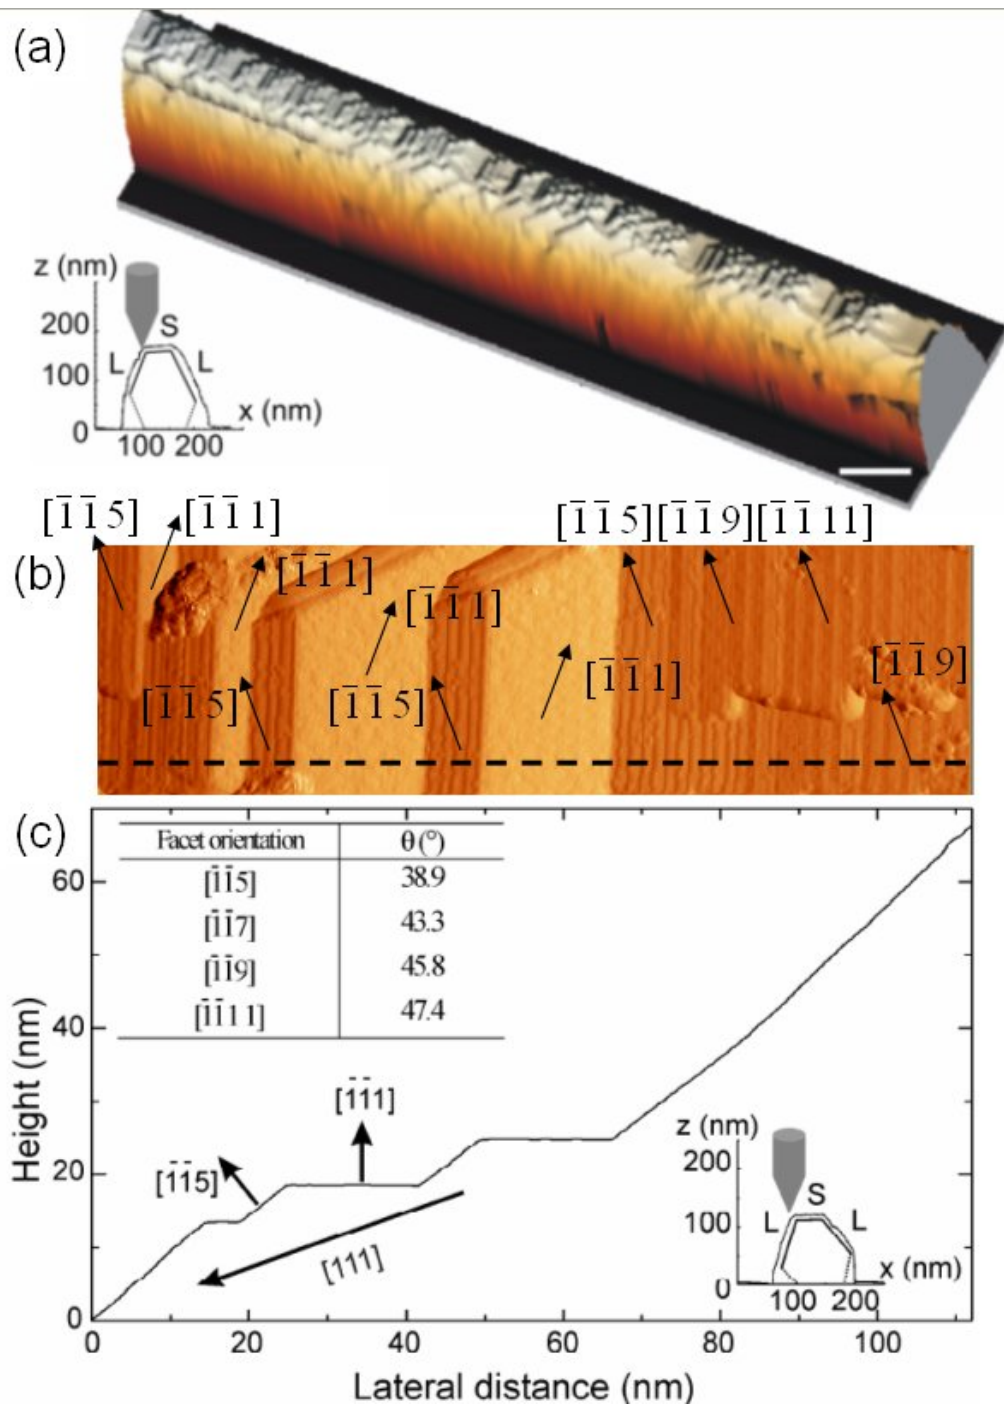 (a)
z (nm)
200
100
0
S
L L
x (nm)
100 200
[1̅1̅5] [1̅1̅1] [1̅1̅5][1̅1̅9][1̅1̅11]
(b)
[1̅1̅1] [1̅1̅1]
[1̅1̅5] [1̅1̅5] [1̅1̅1] [1̅1̅9]
(c)
Facet orientation θ (°)
[1̅1̅5] 38.9
[1̅1̅7] 43.3
[1̅1̅9] 45.8
[1̅1̅1 1] 47.4
Height (nm)
60
40
20
0
[1̅1̅1]
[1̅1̅5]
[111]
z (nm)
200
100
0
S
L L
x (nm)
100 200
0 20 40 60 80 100
Lateral distance (nm)